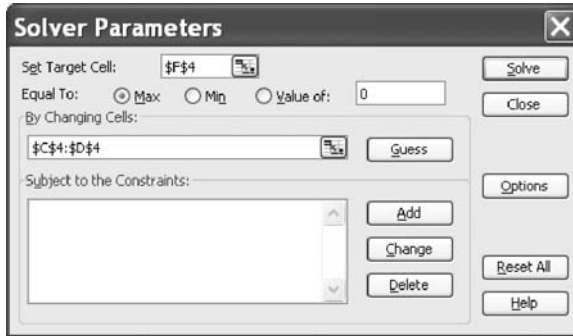 Solver Parameters
Set Target Cell: $F$4 Solve
Equal To: Max Min Value of: 0 Close
By Changing Cells:
$C$4:$D$4 Guess
Subject to the Constraints: Options
Add
Change
Delete Reset All
Help